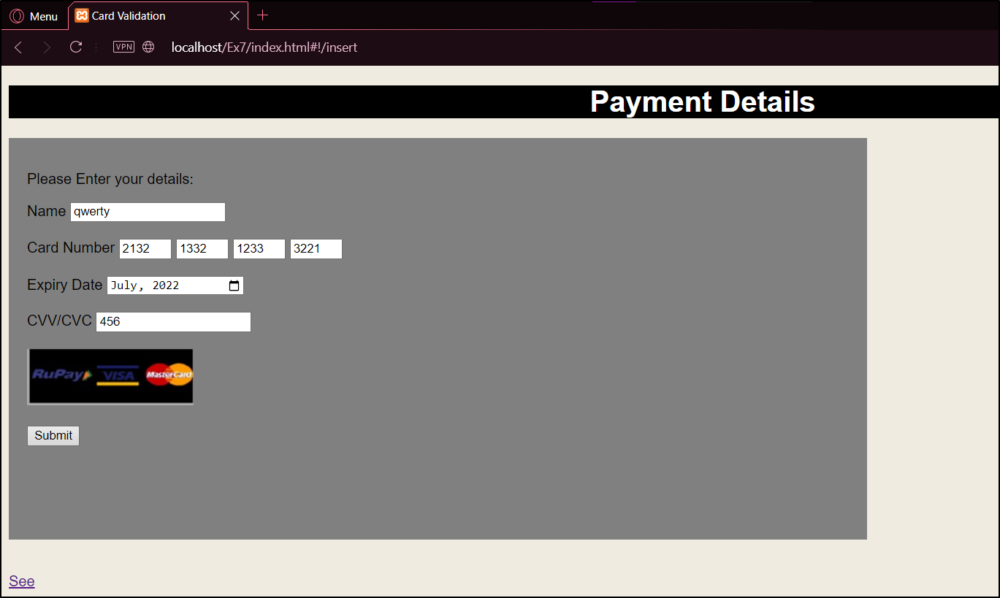 Menu Card Validation
VPN localhost/Ex7/index.html#!/insert
Payment Details
Please Enter your details:
Name qwerty
Card Number 2132 1332 1233 3221
Expiry Date July, 2022
CVV/CVC 456
RuPay VISA MasterCard
Submit
See